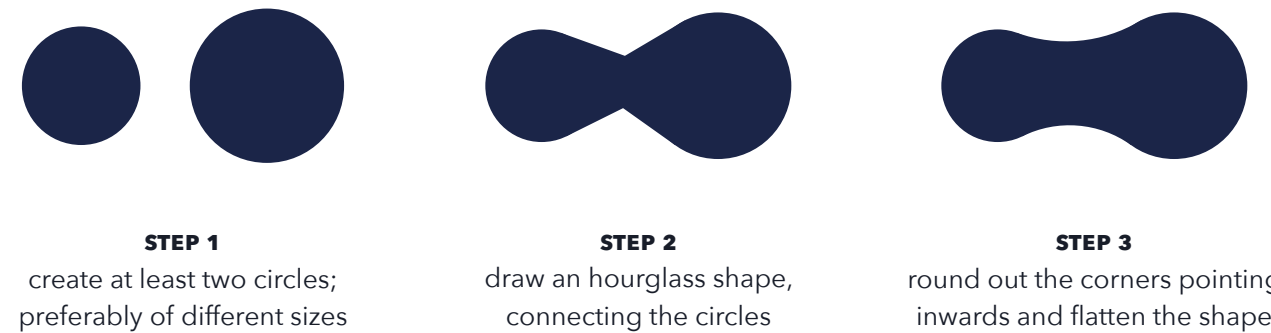 STEP 1
create at least two circles;
preferably of different sizes
STEP 2
draw an hourglass shape,
connecting the circles
STEP 3
round out the corners pointing
inwards and flatten the shape